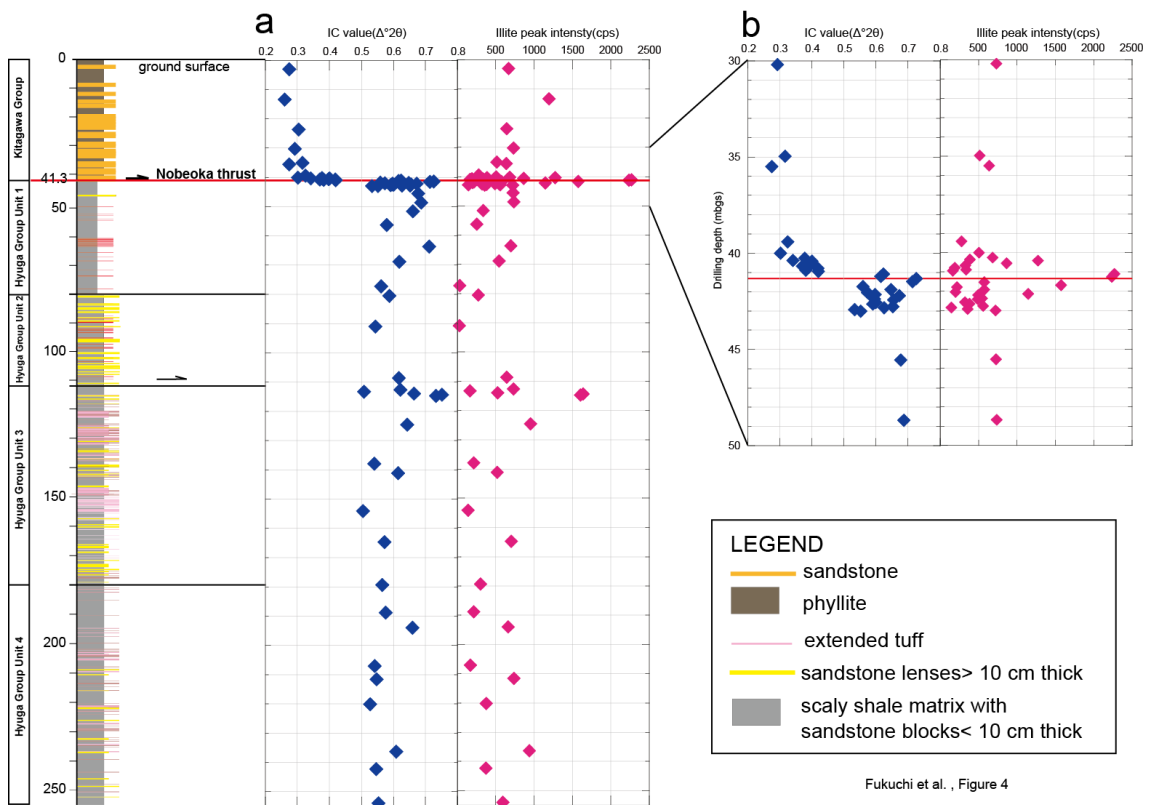 a
b
IC value(Δ°2θ)
Illite peak intensty(cps)
0.2 0.3 0.4 0.5 0.6 0.7 0.8 500 1000 1500 2000 2500
IC value(Δ°2θ)
Illite peak intensty(cps)
0.2 0.3 0.4 0.5 0.6 0.7 0.8 500 1000 1500 2000 2500
0
ground surface
Kitagawa Group
Nobeoka thrust
41.3
50
Hyuga Group Unit 1
Hyuga Group Unit 2
100
Hyuga Group Unit 3
150
200
Hyuga Group Unit 4
250
30
35
40
45
50
Drilling depth (mbgs)
LEGEND
sandstone
phyllite
extended tuff
sandstone lenses> 10 cm thick
scaly shale matrix with
sandstone blocks< 10 cm thick
Fukuchi et al. , Figure 4